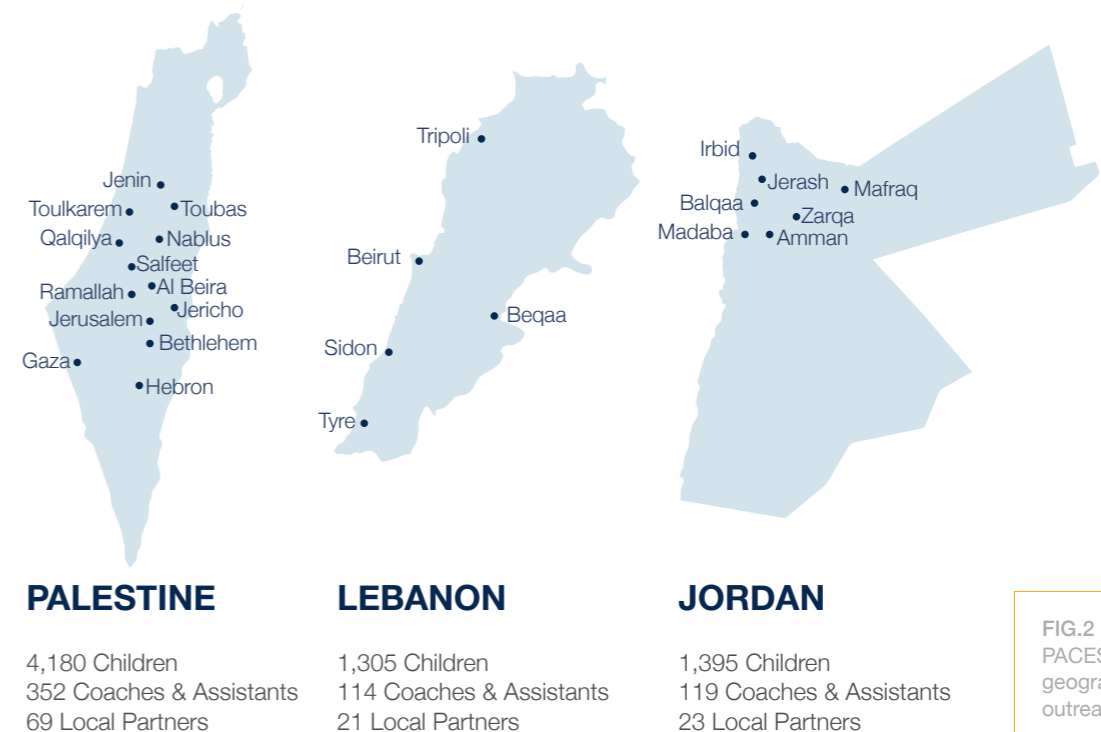 Jenin
Toulkarem
Toubas
Qalqilya
Nablus
Salfeet
Ramallah
Al Beira
Jericho
Jerusalem
Bethlehem
Gaza
Hebron
PALESTINE
4,180 Children
352 Coaches & Assistants
69 Local Partners
Tripoli
Beirut
Beqaa
Sidon
Tyre
LEBANON
1,305 Children
114 Coaches & Assistants
21 Local Partners
Irbid
Jerash
Mafraq
Balqaa
Zarqa
Madaba
Amman
JORDAN
1,395 Children
119 Coaches & Assistants
23 Local Partners
FIG.2
PACES